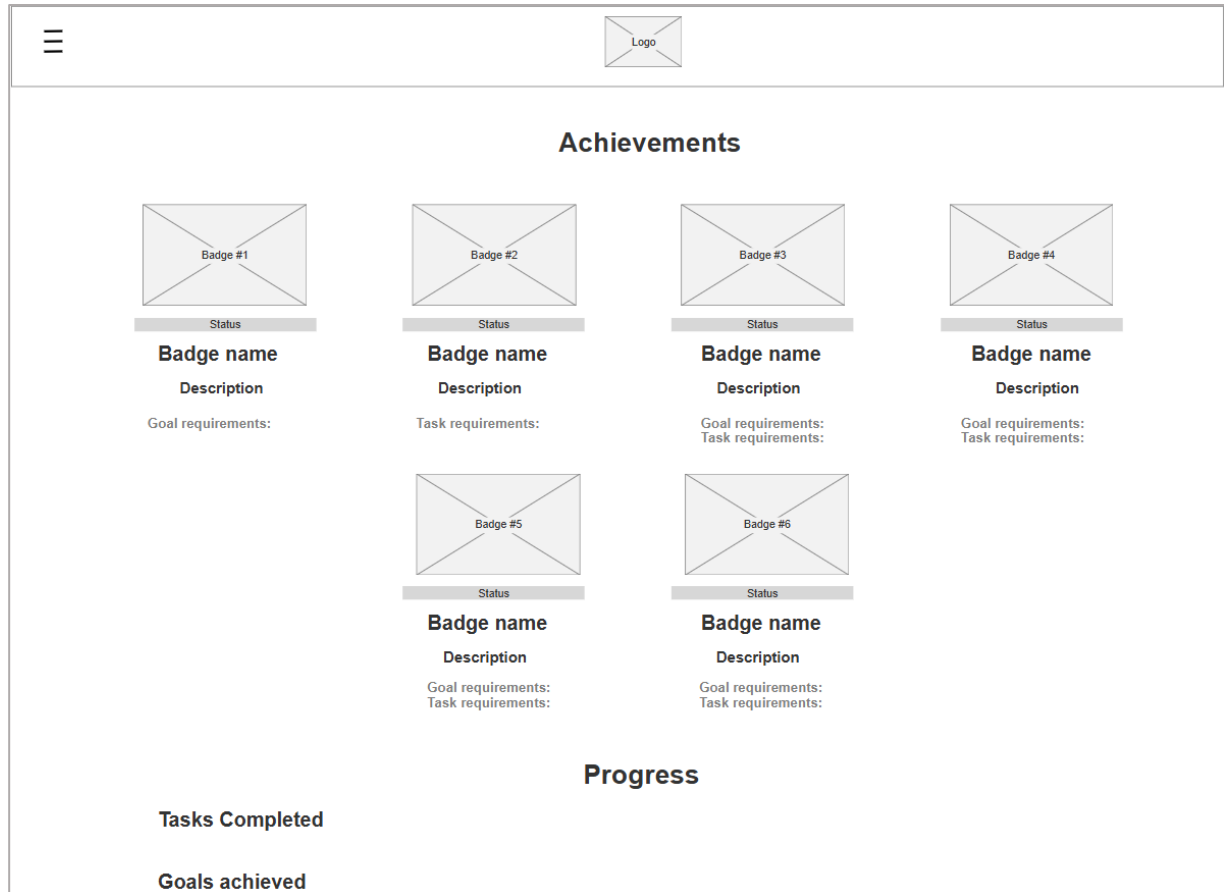 Logo
Achievements
Badge #1
Badge #2
Badge #3
Badge #4
Status
Status
Status
Status
Badge name
Badge name
Badge name
Badge name
Description
Description
Description
Description
Goal requirements:
Task requirements:
Goal requirements:
Task requirements:
Goal requirements:
Task requirements:
Badge #5
Badge #6
Status
Status
Badge name
Badge name
Description
Description
Goal requirements:
Task requirements:
Goal requirements:
Task requirements:
Progress
Tasks Completed
Goals achieved